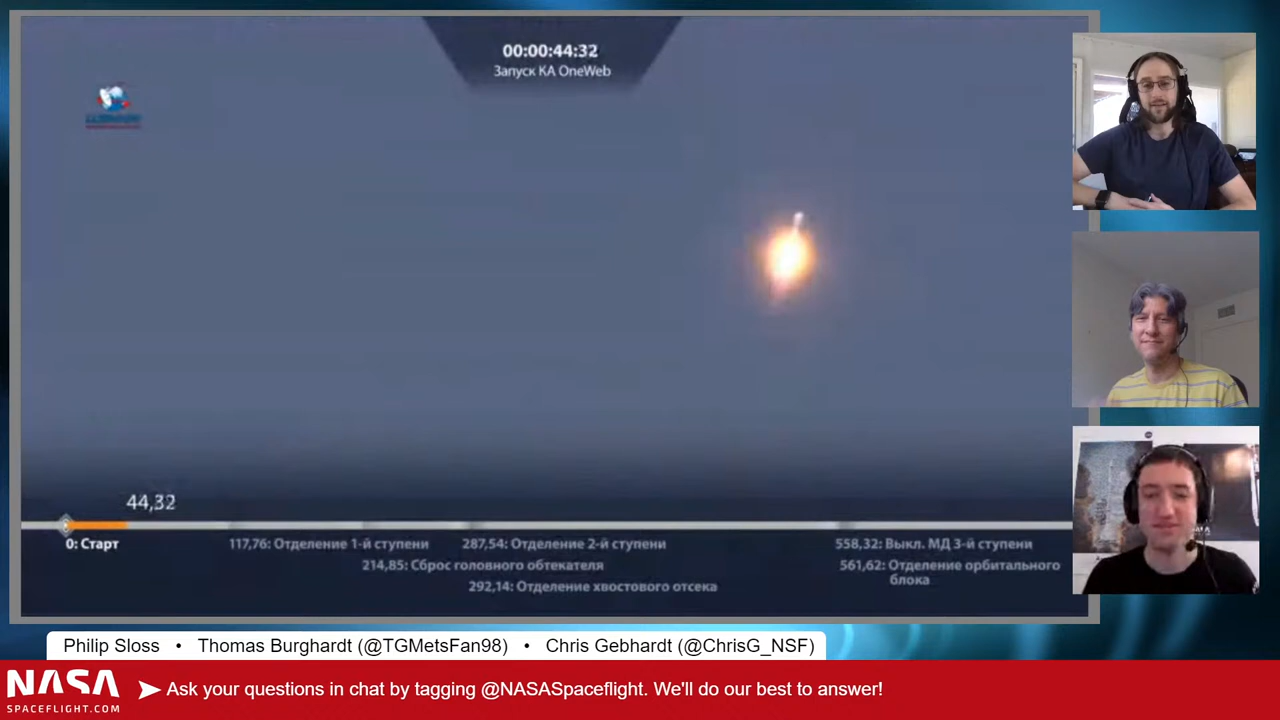 00:00:44:32
Запуск КА OneWeb
44,32
0: Старт
117,76: Отделение 1-й ступени
287,54: Отделение 2-й ступени
558,32: Выкл. МД 3-й ступени
214,85: Сброс головного обтекателя
561,62: Отделение орбитального
блока
292,14: Отделение хвостового отсека
Philip Sloss • Thomas Burghardt (@TGMetsFan98) • Chris Gebhardt (@ChrisG_NSF)
NASA
SPACEFLIGHT.COM
Ask your questions in chat by tagging @NASASpaceflight. We'll do our best to answer!